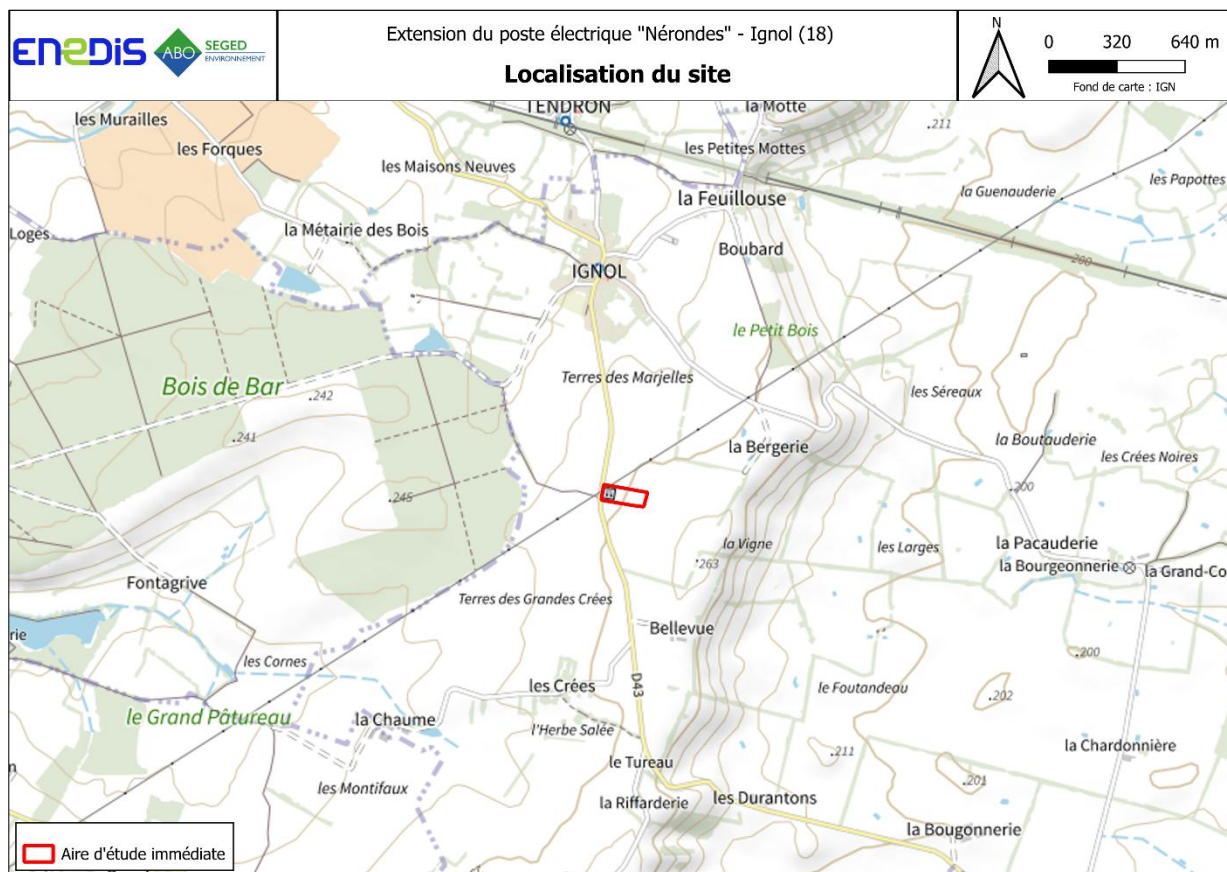 enedis
ABO
SEGED
ENVIRONNEMENT
Extension du poste électrique "Nérondes" - Ignol (18)
Localisation du site
N
0 320 640 m
Fond de carte : IGN
TENDRON
la Motte
211
les Murailles
les Forques
les Petites Mottes
les Maisons Neuves
la Guenauderie
les Papottes
la Feuillouse
Loges
la Métairie des Bois
Boubard
200
IGNOL
le Petit Bois
Terres des Marjelles
Bois de Bar
242
les Séreaux
241
la Bergerie
la Boutauderie
les Crées Noires
245
200
la Vigne
les Larges
la Pacauderie
263
la Bourgeonnerie
la Grand-Co
Fontagrive
Terres des Grandes Crées
Bellevue
rie
les Cornes
200
les Crées
D43
le Foutandeau
202
le Grand Pâtureau
la Chaume
l'Herbe Salée
211
la Chardonnière
le Tureau
les Montifaux
201
la Riffarderie
les Durantons
la Bougonnerie
Aire d'étude immédiate